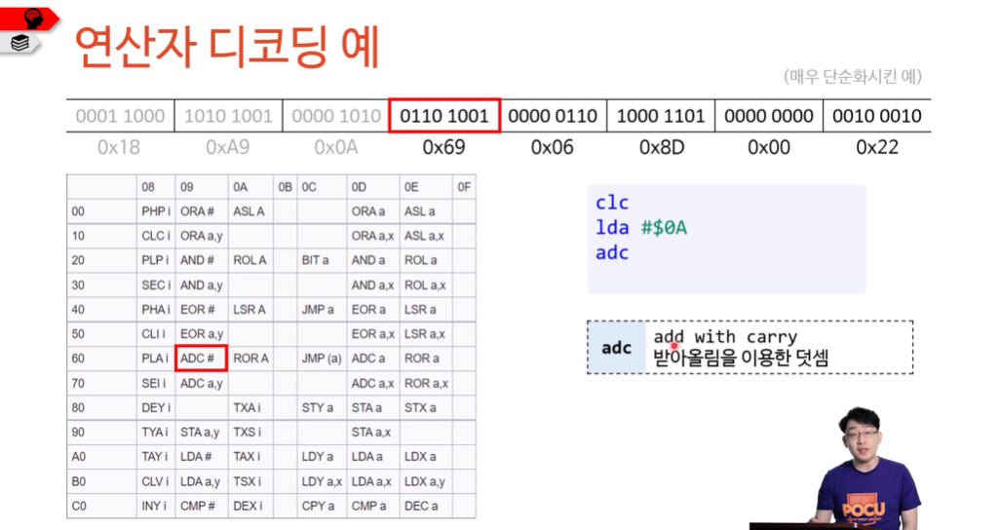 연산자 디코딩 예
(매우 단순화시킨 예)
0001 1000 1010 1001 0000 1010 0110 1001 0000 0110 1000 1101 0000 0000 0010 0010
0x18 0xA9 0x0A 0x69 0x06 0x8D 0x00 0x22
08 09 0A 0B 0C 0D 0E 0F
00 PHP i ORA # ASL A ORA a ASL a
10 CLC i ORA a,y ORA a,x ASL a,x
20 PLP i AND # ROL A BIT a AND a ROL a
30 SEC i AND a,y AND a,x ROL a,x
40 PHA i EOR # LSR A JMP a EOR a LSR a
50 CLI i EOR a,y EOR a,x LSR a,x
60 PLA i ADC # ROR A JMP (a) ADC a ROR a
70 SEI i ADC a,y ADC a,x ROR a,x
80 DEY i TXA i STY a STA a STX a
90 TYA i STA a,y TXS i STA a,x
A0 TAY i LDA # TAX i LDY a LDA a LDX a
B0 CLV i LDA a,y TSX i LDY a,x LDA a,x LDX a,y
C0 INY i CMP # DEX i CPY a CMP a DEC a
clc
lda #$0A
adc
adc
add with carry
받아올림을 이용한 덧셈
POCU